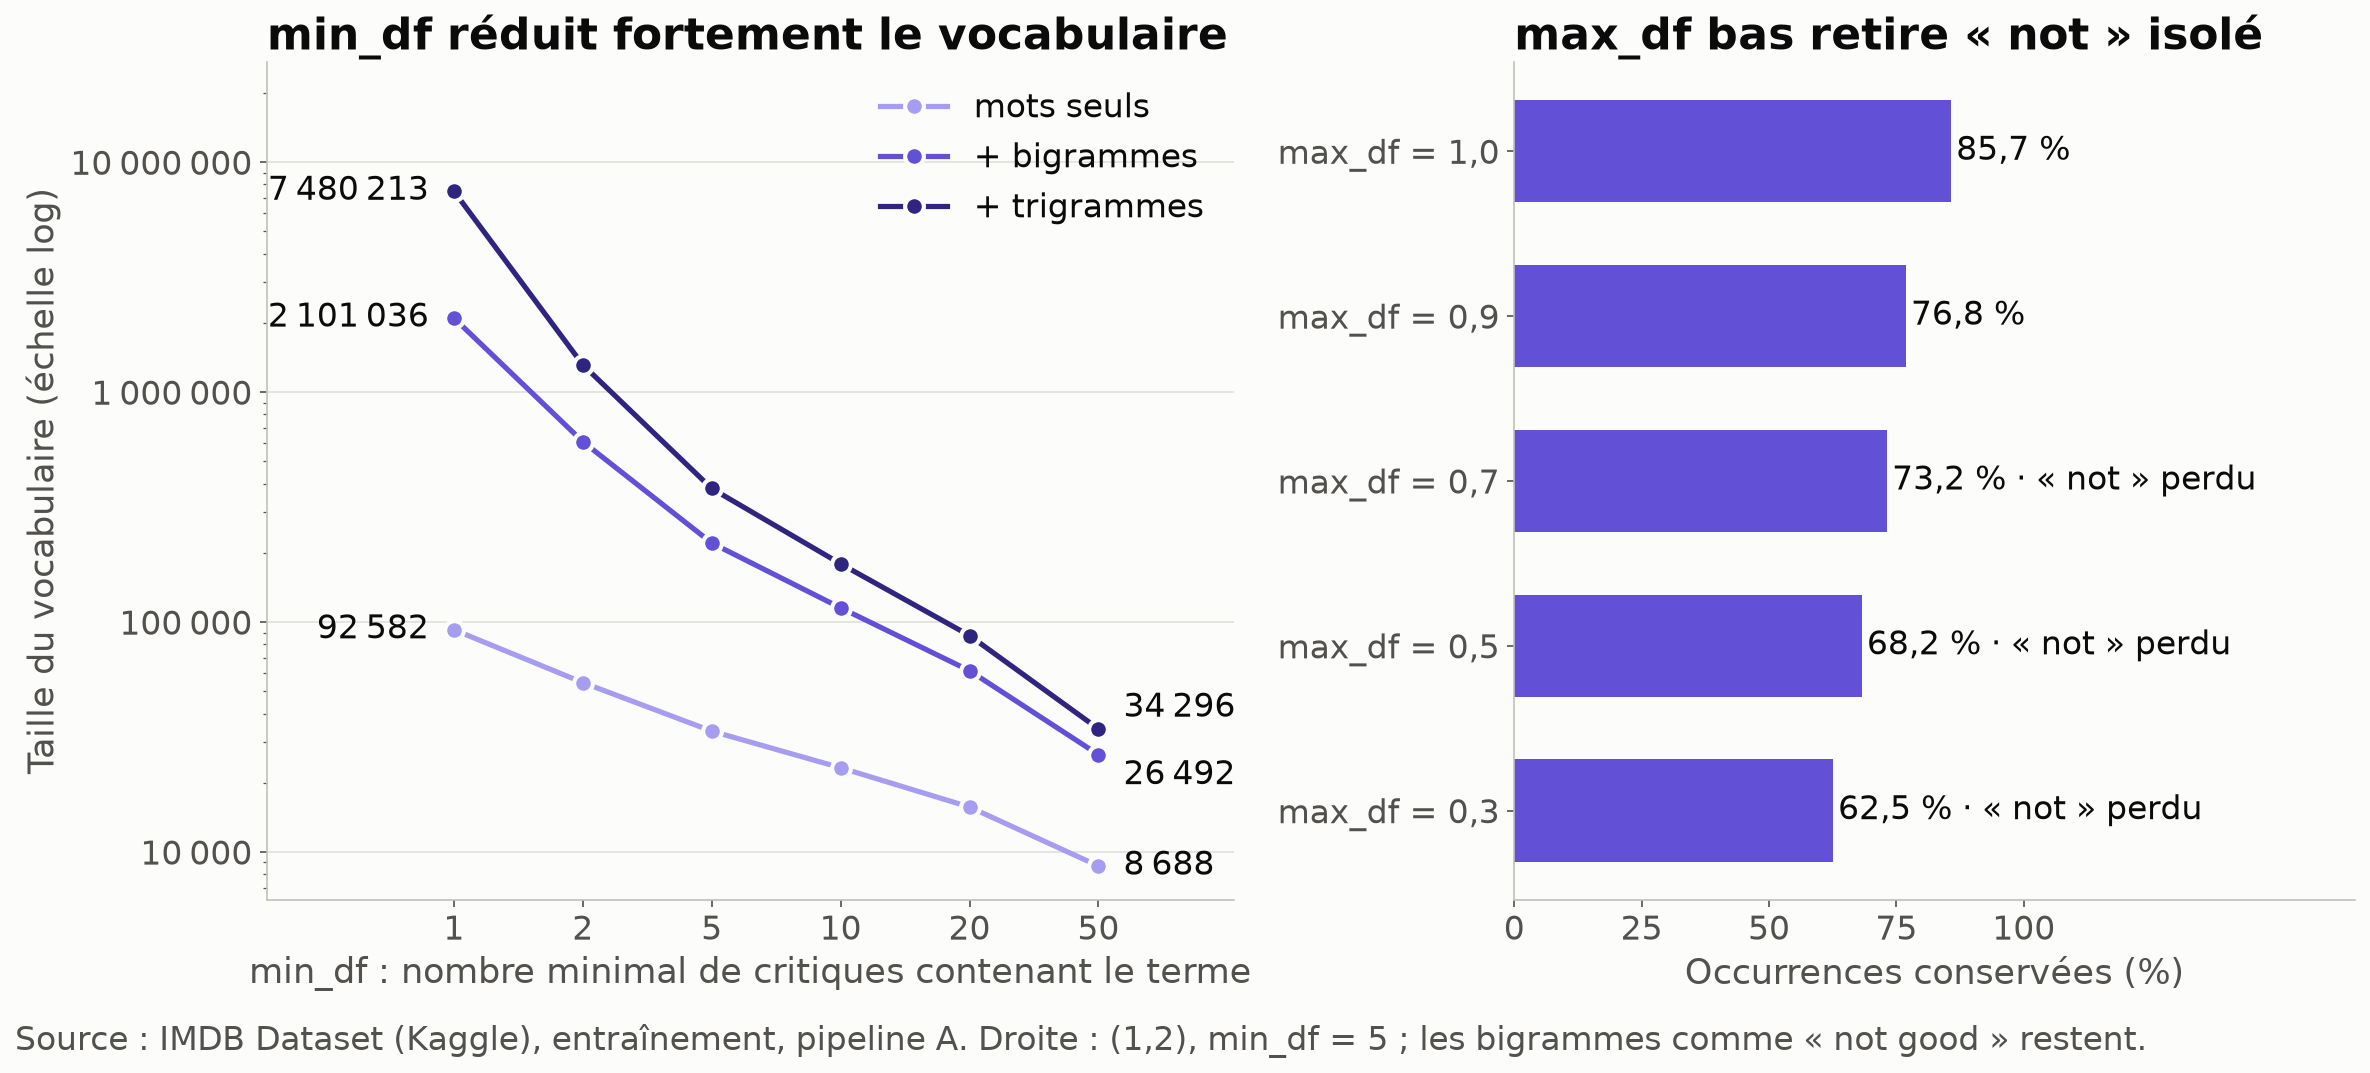 min_df réduit fortement le vocabulaire
mots seuls
+ bigrammes
+ trigrammes
Taille du vocabulaire (échelle log)
10 000 000
1 000 000
100 000
10 000
7 480 213
2 101 036
92 582
34 296
26 492
8 688
1 2 5 10 20 50
min_df : nombre minimal de critiques contenant le terme
max_df bas retire « not » isolé
max_df = 1,0 85,7 %
max_df = 0,9 76,8 %
max_df = 0,7 73,2 % · « not » perdu
max_df = 0,5 68,2 % · « not » perdu
max_df = 0,3 62,5 % · « not » perdu
0 25 50 75 100
Occurrences conservées (%)
Source : IMDB Dataset (Kaggle), entraînement, pipeline A. Droite : (1,2), min_df = 5 ; les bigrammes comme « not good » restent.